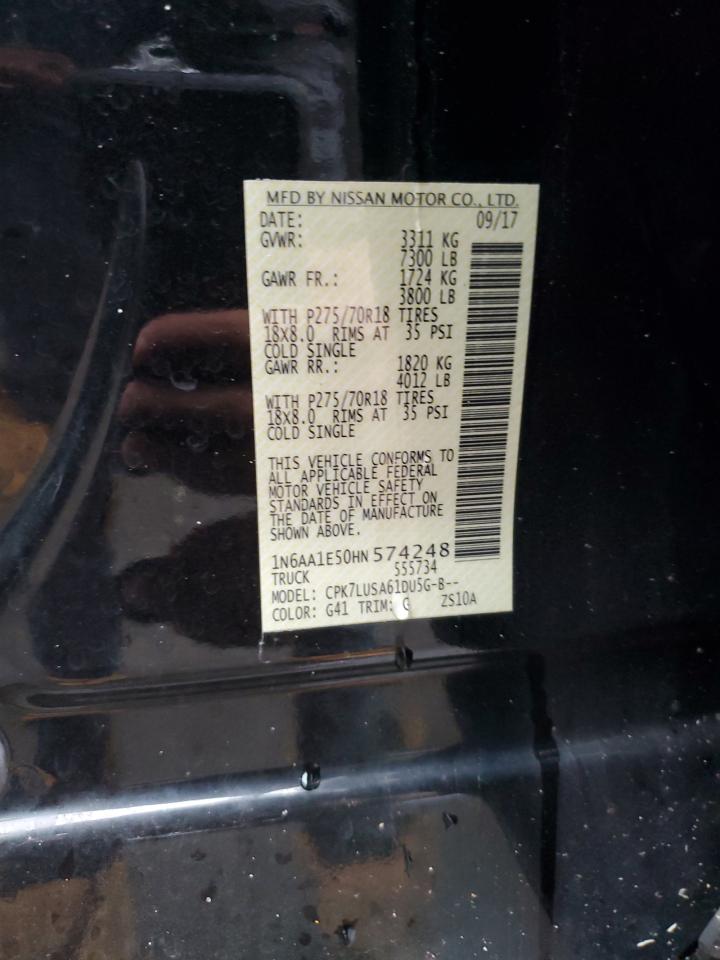 MFD BY NISSAN MOTOR CO., LTD.
DATE: 09/17
GVWR: 3311 KG
7300 LB
GAWR FR.: 1724 KG
3800 LB
WITH P275/70R18 TIRES
18X8.0 RIMS AT 35 PSI
COLD SINGLE
GAWR RR.: 1820 KG
4012 LB
WITH P275/70R18 TIRES
18X8.0 RIMS AT 35 PSI
COLD SINGLE
THIS VEHICLE CONFORMS TO
ALL APPLICABLE FEDERAL
MOTOR VEHICLE SAFETY
STANDARDS IN EFFECT ON
THE DATE OF MANUFACTURE
SHOWN ABOVE.
1N6AA1E50HN574248
TRUCK 555734
MODEL: CPK7LUSA61DU5G-B--
COLOR: G41 TRIM: G ZS10A